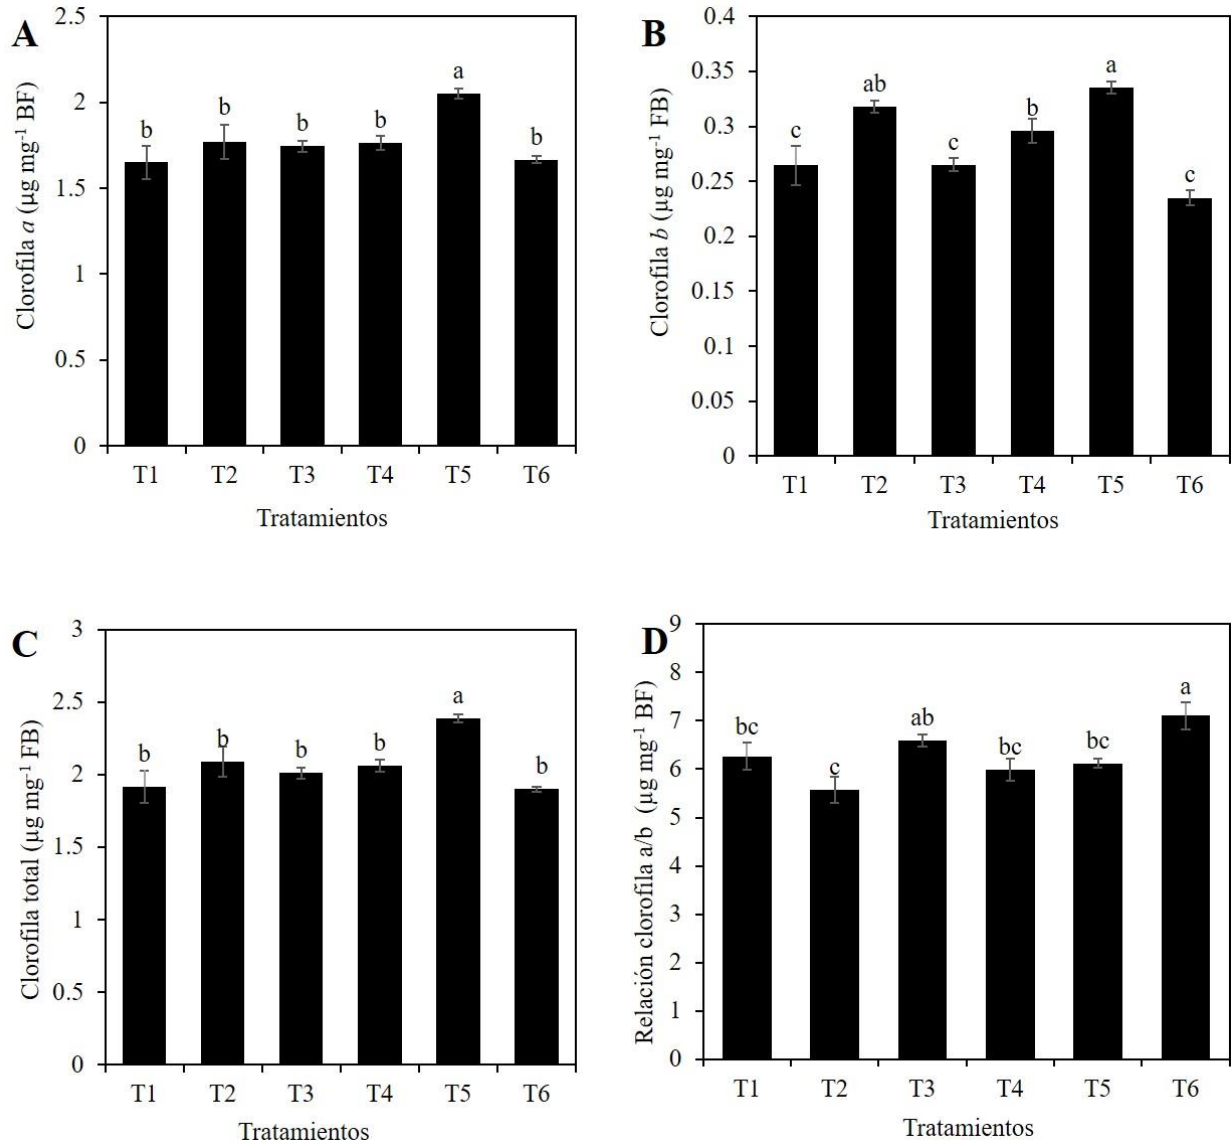 A
Clorofila a (µg mg-1 BF)
2.5
2
1.5
1
0.5
0
b
b
b
b
a
b
T1 T2 T3 T4 T5 T6
Tratamientos
B
Clorofila b (µg mg-1 FB)
0.4
0.35
0.3
0.25
0.2
0.15
0.1
0.05
0
c
ab
c
b
a
c
T1 T2 T3 T4 T5 T6
Tratamientos
C
Clorofila total (µg mg-1 FB)
3
2.5
2
1.5
1
0.5
0
b
b
b
b
a
b
T1 T2 T3 T4 T5 T6
Tratamientos
D
Relación clorofila a/b (µg mg-1 BF)
9
8
7
6
5
4
3
2
1
0
bc
c
ab
bc
bc
a
T1 T2 T3 T4 T5 T6
Tratamientos